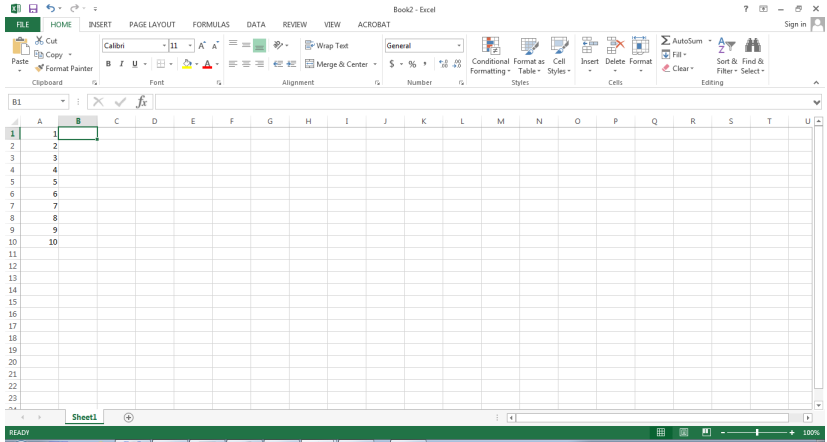 Book2 - Excel
?
FILE HOME INSERT PAGE LAYOUT FORMULAS DATA REVIEW VIEW ACROBAT Sign in
Paste Cut Copy Format Painter
Clipboard
Calibri 11 A A
B I U A
Font
Wrap Text
Merge & Center
Alignment
General
$ % ,
Number
Conditional Formatting Format as Table Cell Styles
Styles
Insert Delete Format
Cells
AutoSum
Fill
Clear
Sort & Filter Find & Select
Editing
B1 fx
A B C D E F G H I J K L M N O P Q R S T U
1 1
2 2
3 3
4 4
5 5
6 6
7 7
8 8
9 9
10 10
11
12
13
14
15
16
17
18
19
20
21
22
23
Sheet1
READY 100%